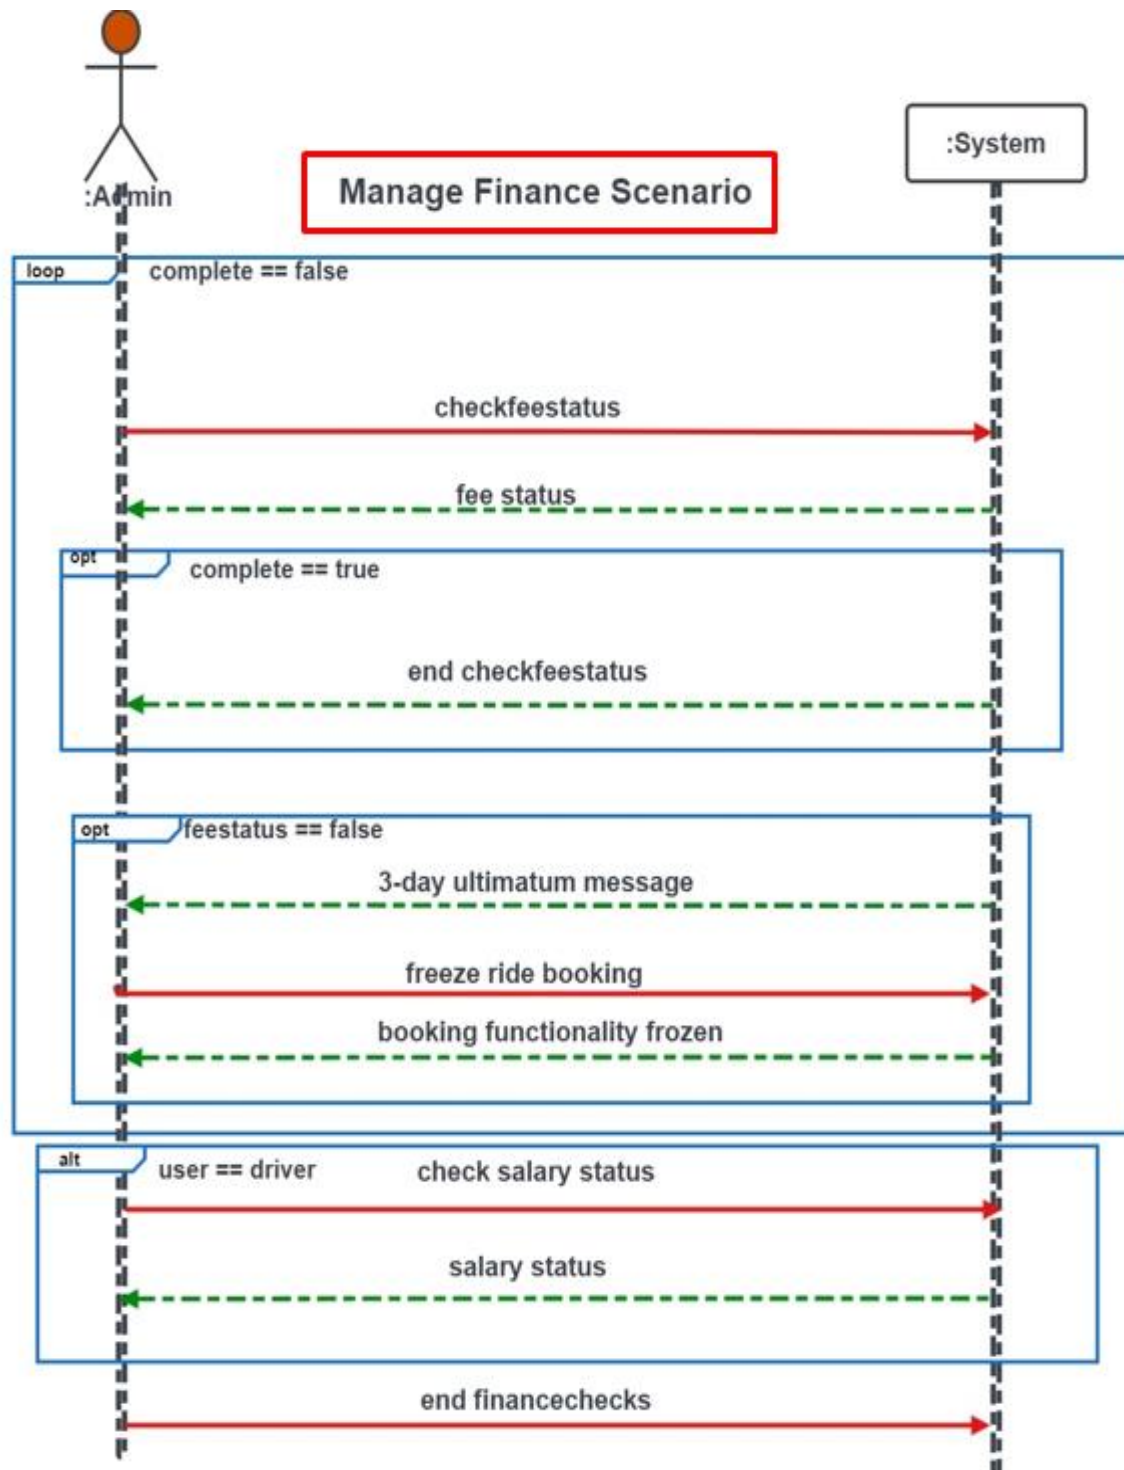 :System
:Admin
Manage Finance Scenario
loop
complete == false
checkfeestatus
fee status
opt
complete == true
end checkfeestatus
opt
feestatus == false
3-day ultimatum message
freeze ride booking
booking functionality frozen
alt
user == driver
check salary status
salary status
end financechecks